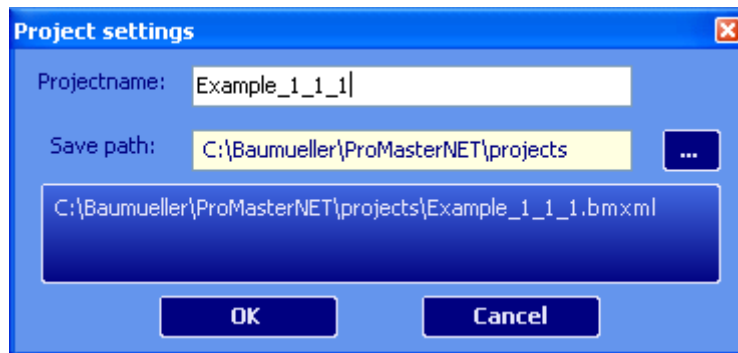 Project settings
Projectname: Example_1_1_1
Save path: C:\Baumueller\ProMasterNET\projects ...
C:\Baumueller\ProMasterNET\projects\Example_1_1_1.bmxml
OK Cancel